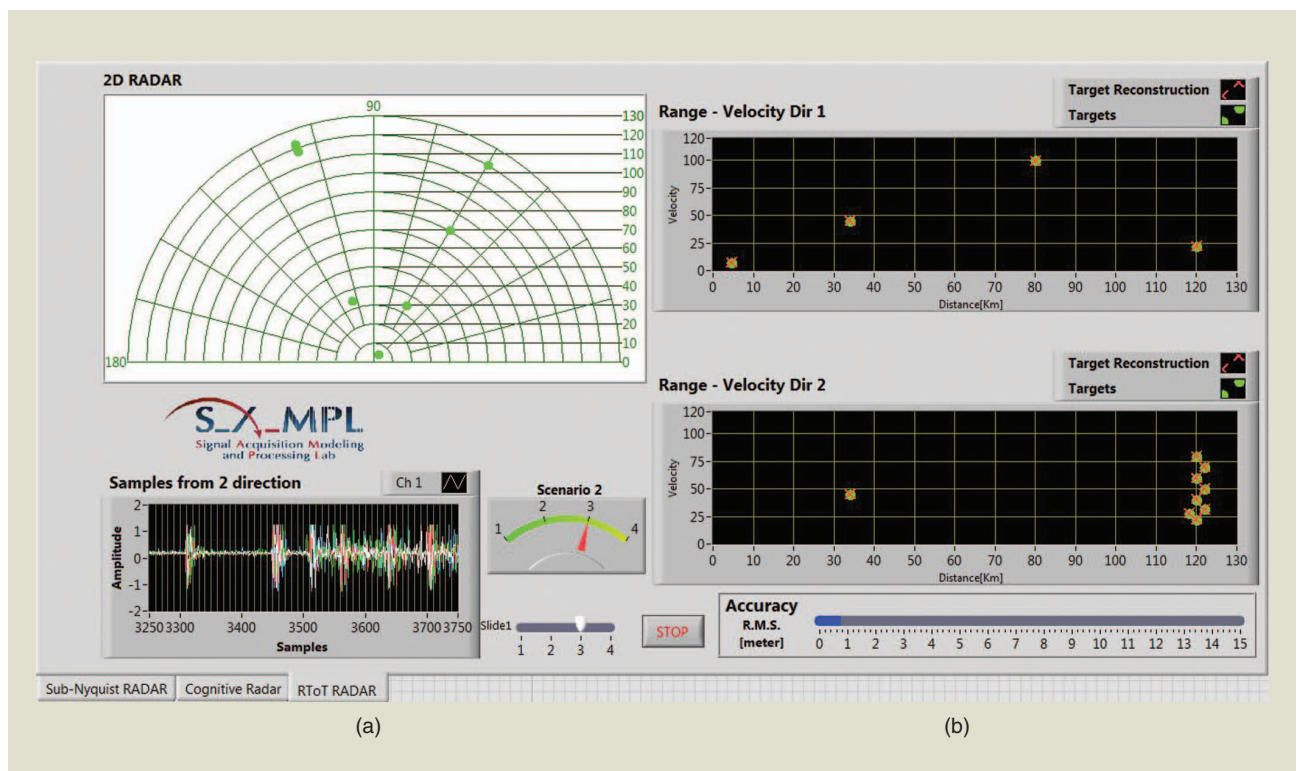 2D RADAR
90
130
120
110
100
90
80
70
60
50
40
30
20
10
0
180
S_X_MPL
Signal Acquisition Modeling
and Processing Lab
Samples from 2 direction
Ch 1
Amplitude
2
1
0
-1
-2
3250 3300 3400 3500 3600 3700 3750
Samples
Scenario 2
1 2 3 4
Slide1
1 2 3 4
STOP
Target Reconstruction
Targets
Range - Velocity Dir 1
Velocity
120
100
75
50
25
0
0 10 20 30 40 50 60 70 80 90 100 110 120 130
Distance[Km]
Target Reconstruction
Targets
Range - Velocity Dir 2
Velocity
120
100
75
50
25
0
0 10 20 30 40 50 60 70 80 90 100 110 120 130
Distance[Km]
Accuracy
R.M.S.
[meter]
0 1 2 3 4 5 6 7 8 9 10 11 12 13 14 15
Sub-Nyquist RADAR
Cognitive Radar
RToT RADAR
(a)
(b)